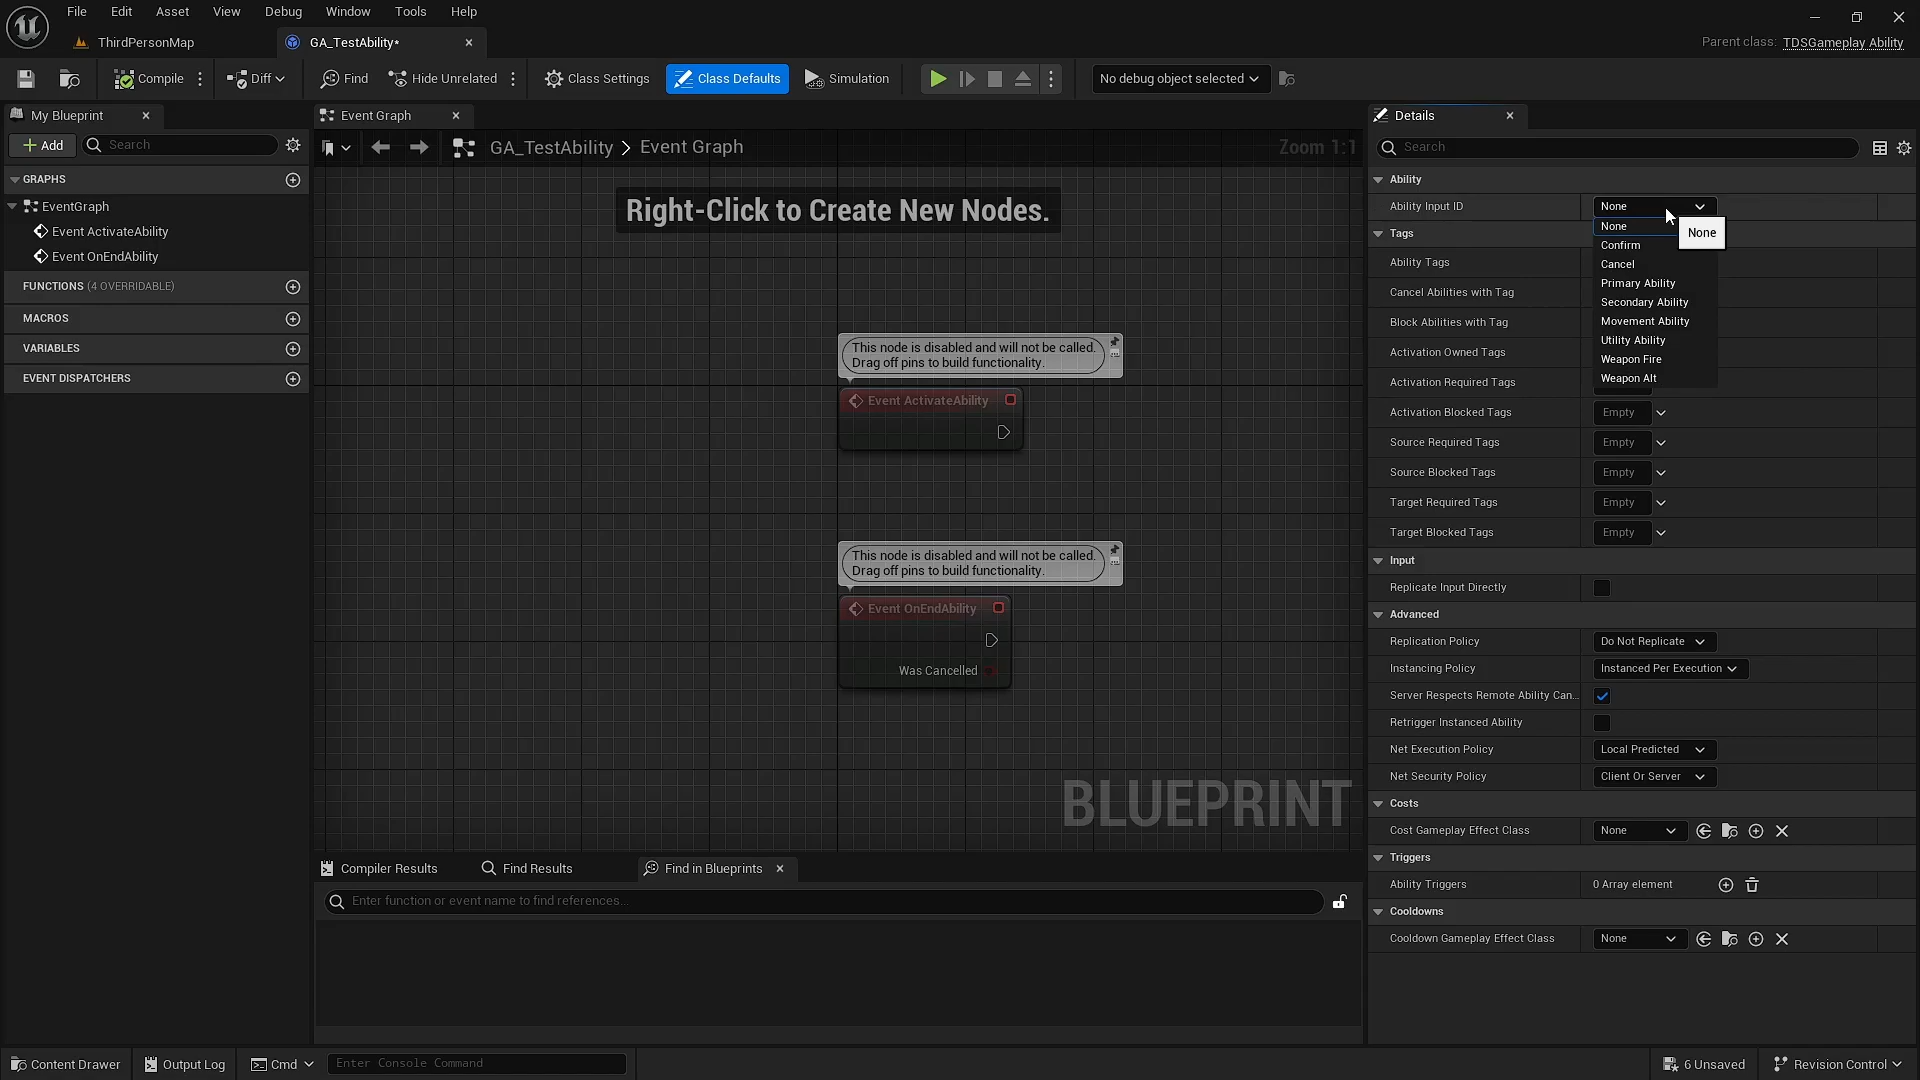 File Edit Asset View Debug Window Tools Help
ThirdPersonMap
GA_TestAbility*
Parent class: TDSGameplay Ability
Compile
Diff
Find
Hide Unrelated
Class Settings
Class Defaults
Simulation
No debug object selected
My Blueprint
Add
Search
GRAPHS
EventGraph
Event ActivateAbility
Event OnEndAbility
FUNCTIONS (4 OVERRIDABLE)
MACROS
VARIABLES
EVENT DISPATCHERS
Event Graph
GA_TestAbility > Event Graph
Zoom 1:1
Right-Click to Create New Nodes.
This node is disabled and will not be called.
Drag off pins to build functionality.
Event ActivateAbility
This node is disabled and will not be called.
Drag off pins to build functionality.
Event OnEndAbility
Was Cancelled
BLUEPRINT
Compiler Results
Find Results
Find in Blueprints
Enter function or event name to find references...
Details
Search
Ability
Ability Input ID
None
None
Confirm
Cancel
Primary Ability
Secondary Ability
Movement Ability
Utility Ability
Weapon Fire
Weapon Alt
None
Tags
Ability Tags
Cancel Abilities with Tag
Block Abilities with Tag
Activation Owned Tags
Activation Required Tags
Activation Blocked Tags Empty
Source Required Tags Empty
Source Blocked Tags Empty
Target Required Tags Empty
Target Blocked Tags Empty
Input
Replicate Input Directly
Advanced
Replication Policy Do Not Replicate
Instancing Policy Instanced Per Execution
Server Respects Remote Ability Can...
Retrigger Instanced Ability
Net Execution Policy Local Predicted
Net Security Policy Client Or Server
Costs
Cost Gameplay Effect Class None
Triggers
Ability Triggers 0 Array element
Cooldowns
Cooldown Gameplay Effect Class None
Content Drawer
Output Log
Cmd
Enter Console Command
6 Unsaved
Revision Control